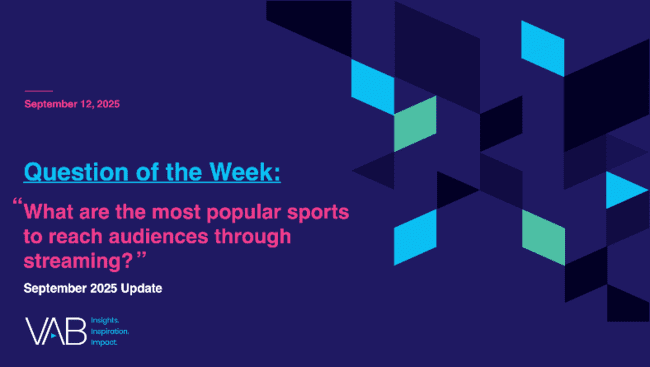 September 12, 2025
Question of the Week:
“What are the most popular sports
to reach audiences through
streaming?”
September 2025 Update
VAB Insights.
Inspiration.
Impact.